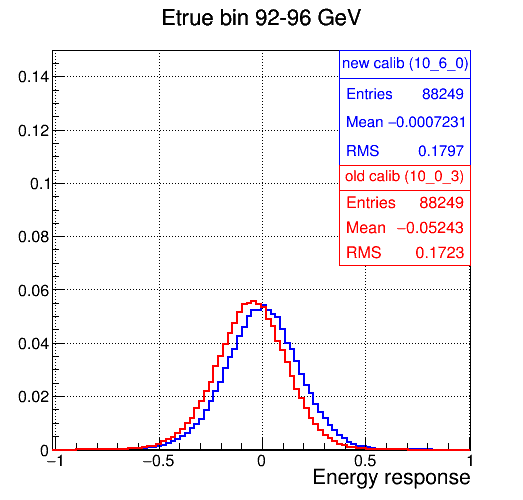 Etrue bin 92-96 GeV
new calib (10_6_0)
Entries 88249
Mean −0.0007231
RMS 0.1797
old calib (10_0_3)
Entries 88249
Mean −0.05243
RMS 0.1723
0.14
0.12
0.1
0.08
0.06
0.04
0.02
0
−1 −0.5 0 0.5 1
Energy response